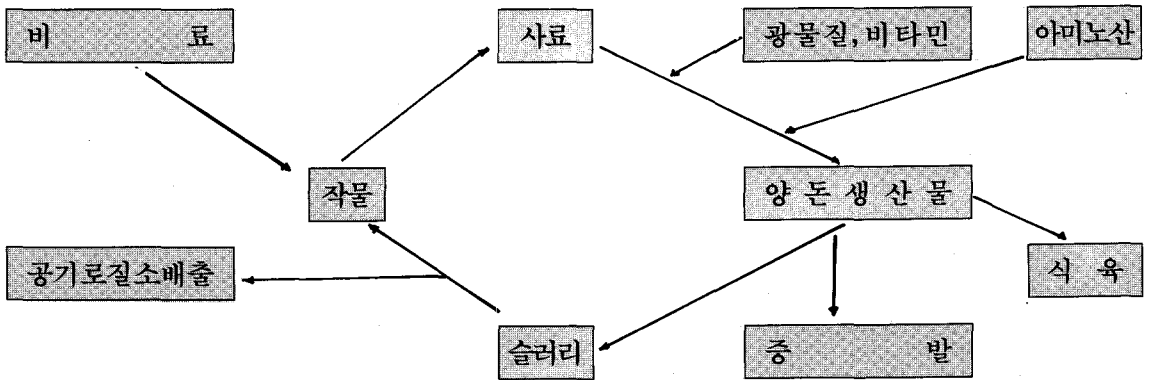 비 료
사료
광물질,비타민
아미노산
작물
양 돈 생 산 물
공기로질소배출
식 육
슬러리
증 발